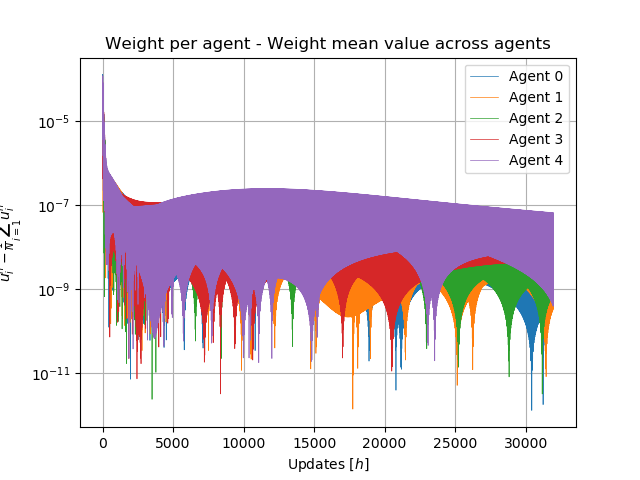 Weight per agent - Weight mean value across agents
Agent 0
Agent 1
Agent 2
Agent 3
Agent 4
10⁻⁵
10⁻⁷
10⁻⁹
10⁻¹¹
0 5000 10000 15000 20000 25000 30000
Updates [h]